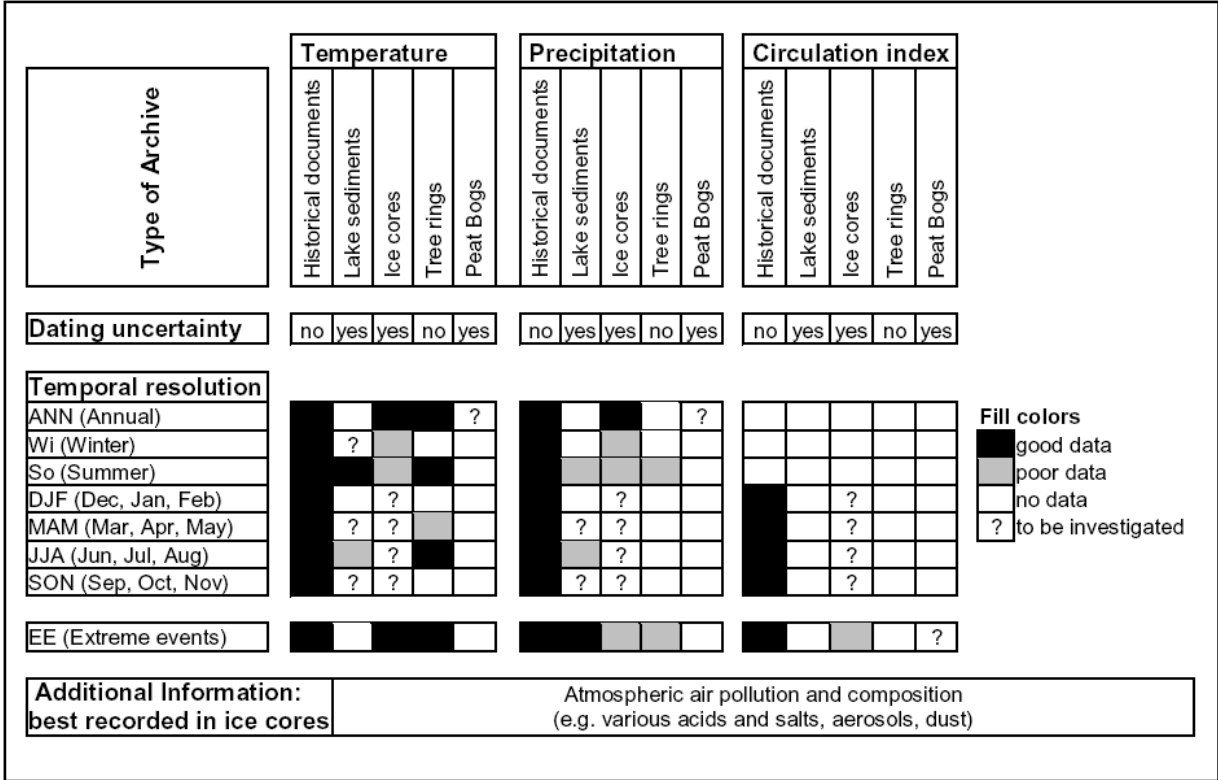 Temperature Precipitation Circulation index
Type of Archive
Historical documents
Lake sediments
Ice cores
Tree rings
Peat Bogs
Historical documents
Lake sediments
Ice cores
Tree rings
Peat Bogs
Historical documents
Lake sediments
Ice cores
Tree rings
Peat Bogs
Dating uncertainty no yes yes no yes no yes yes no yes no yes yes no yes
Temporal resolution
ANN (Annual) ? ?
Fill colors
Wi (Winter) ?
good data
So (Summer)
poor data
DJF (Dec, Jan, Feb) ? ? ?
no data
MAM (Mar, Apr, May) ? ? ? ? ?
? to be investigated
JJA (Jun, Jul, Aug) ? ? ?
SON (Sep, Oct, Nov) ? ? ? ? ?
EE (Extreme events) ?
Additional Information:
best recorded in ice cores
Atmospheric air pollution and composition
(e.g. various acids and salts, aerosols, dust)